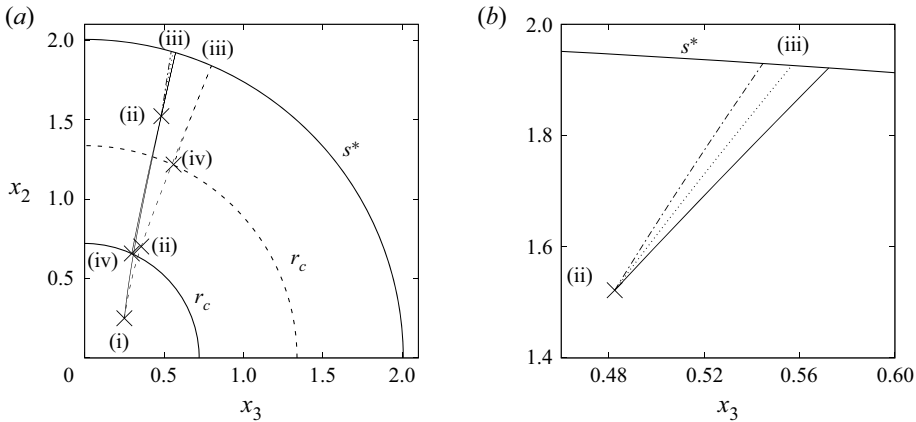 (a)
(b)
2.0
(iii)
(iii)
1.5
(ii)
s*
x2
1.0
(iv)
0.5
(iv)
(ii)
rc
rc
(i)
0
0.5
1.0
1.5
2.0
x3
2.0
s*
(iii)
1.8
1.6
(ii)
1.4
0.48
0.52
0.56
0.60
x3